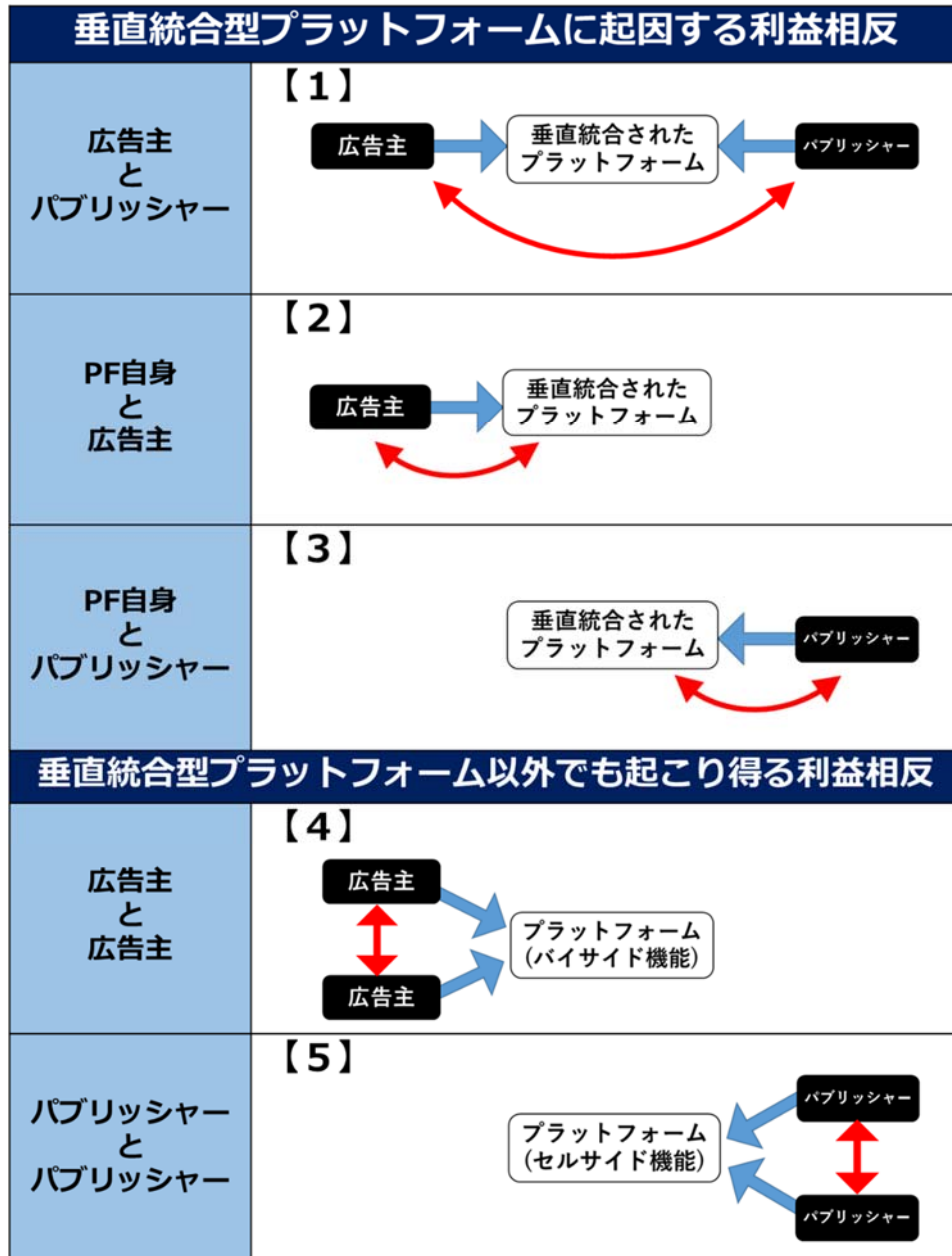 垂直統合型プラットフォームに起因する利益相反
広告主
と
パブリッシャー
【1】
広告主
垂直統合された
プラットフォーム
パブリッシャー
PF自身
と
広告主
【2】
広告主
垂直統合された
プラットフォーム
PF自身
と
パブリッシャー
【3】
垂直統合された
プラットフォーム
パブリッシャー
垂直統合型プラットフォーム以外でも起こり得る利益相反
広告主
と
広告主
【4】
広告主
広告主
プラットフォーム
(バイサイド機能)
パブリッシャー
と
パブリッシャー
【5】
プラットフォーム
(セルサイド機能)
パブリッシャー
パブリッシャー